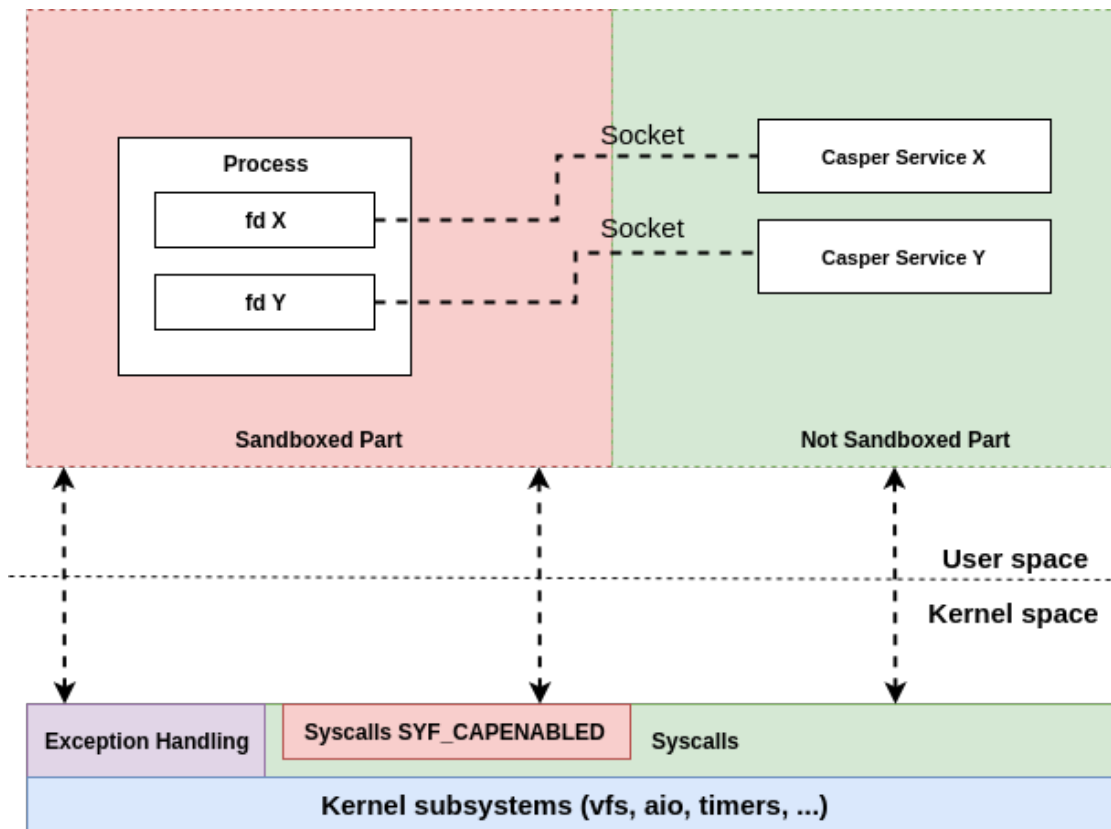 Socket
Casper Service X
Process
fd X
Socket
Casper Service Y
fd Y
Sandboxed Part
Not Sandboxed Part
User space
Kernel space
Exception Handling
Syscalls SYF_CAPENABLED
Syscalls
Kernel subsystems (vfs, aio, timers, ...)